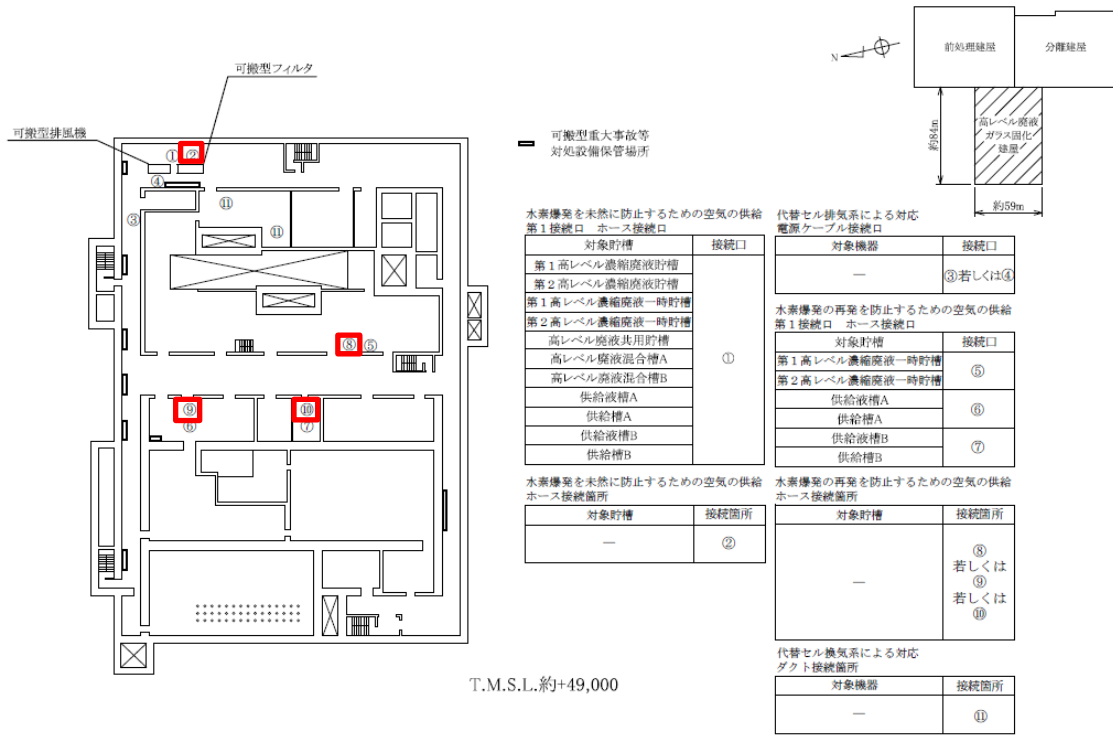 可搬型フィルタ
可搬型排風機
①
②
④
③
⑪
⑪
⑧
⑤
⑨
⑥
⑩
⑦
可搬型重大事故等
対処設備保管場所
N
前処理建屋
分離建屋
高レベル廃液
ガラス固化
建屋
約84m
約59m
水素爆発を未然に防止するための空気の供給
第1接続口 ホース接続口
対象貯槽 接続口
第1高レベル濃縮廃液貯槽
第2高レベル濃縮廃液貯槽
第1高レベル濃縮廃液一時貯槽
第2高レベル濃縮廃液一時貯槽
高レベル廃液共用貯槽
高レベル廃液混合槽A
①
高レベル廃液混合槽B
供給液槽A
供給槽A
供給液槽B
供給槽B
水素爆発を未然に防止するための空気の供給
ホース接続箇所
対象貯槽 接続箇所
― ②
代替セル排気系による対応
電源ケーブル接続口
対象機器 接続口
― ③若しくは④
水素爆発の再発を防止するための空気の供給
第1接続口 ホース接続口
対象貯槽 接続口
第1高レベル濃縮廃液一時貯槽
⑤
第2高レベル濃縮廃液一時貯槽
供給液槽A
⑥
供給槽A
供給液槽B
⑦
供給槽B
水素爆発の再発を防止するための空気の供給
ホース接続箇所
対象貯槽 接続箇所
―
⑧
若しくは
⑨
若しくは
⑩
代替セル換気系による対応
ダクト接続箇所
対象機器 接続箇所
― ⑪
T.M.S.L.約+49,000